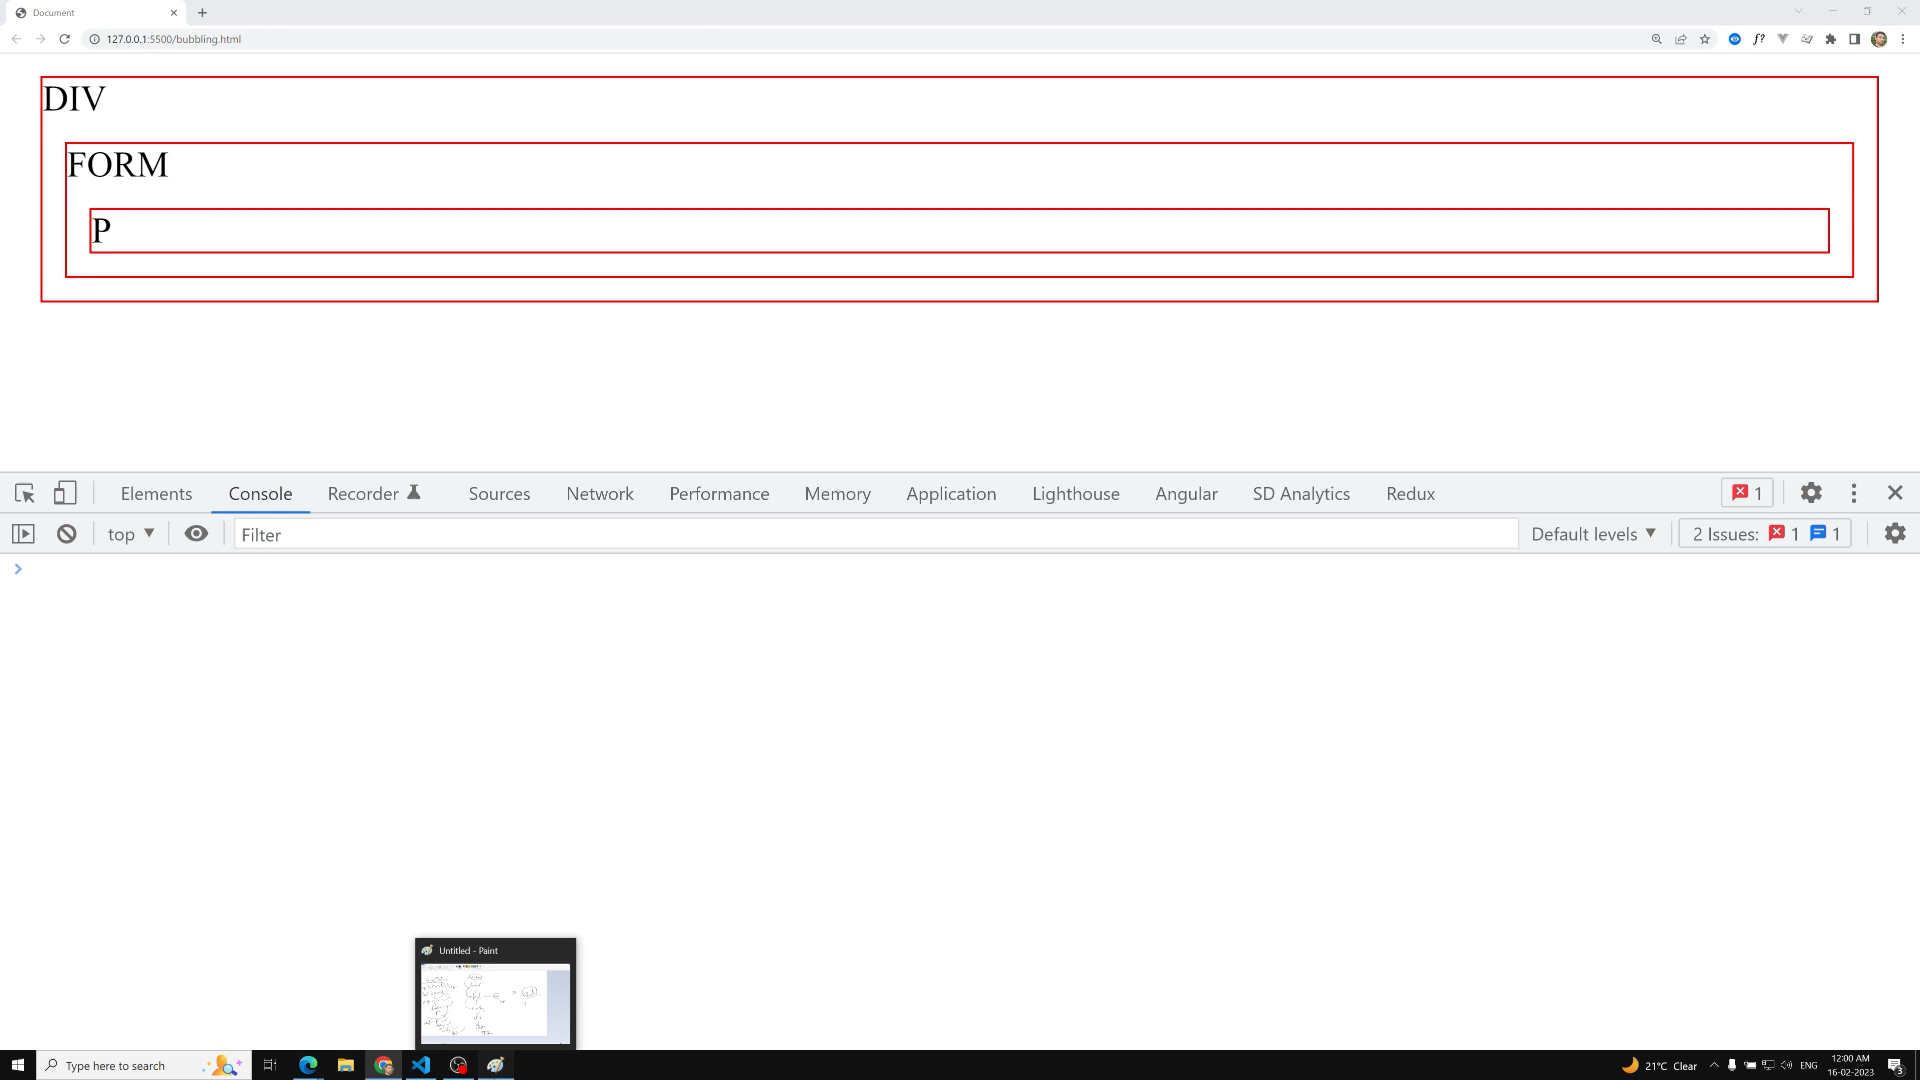 Document
127.0.0.1:5500/bubbling.html
f?
DIV
FORM
P
Elements Console Recorder Sources Network Performance Memory Application Lighthouse Angular SD Analytics Redux 1
top Filter Default levels 2 Issues: 1 1
Untitled - Paint
Type here to search
21°C Clear ENG
12:00 AM
16-02-2023
3